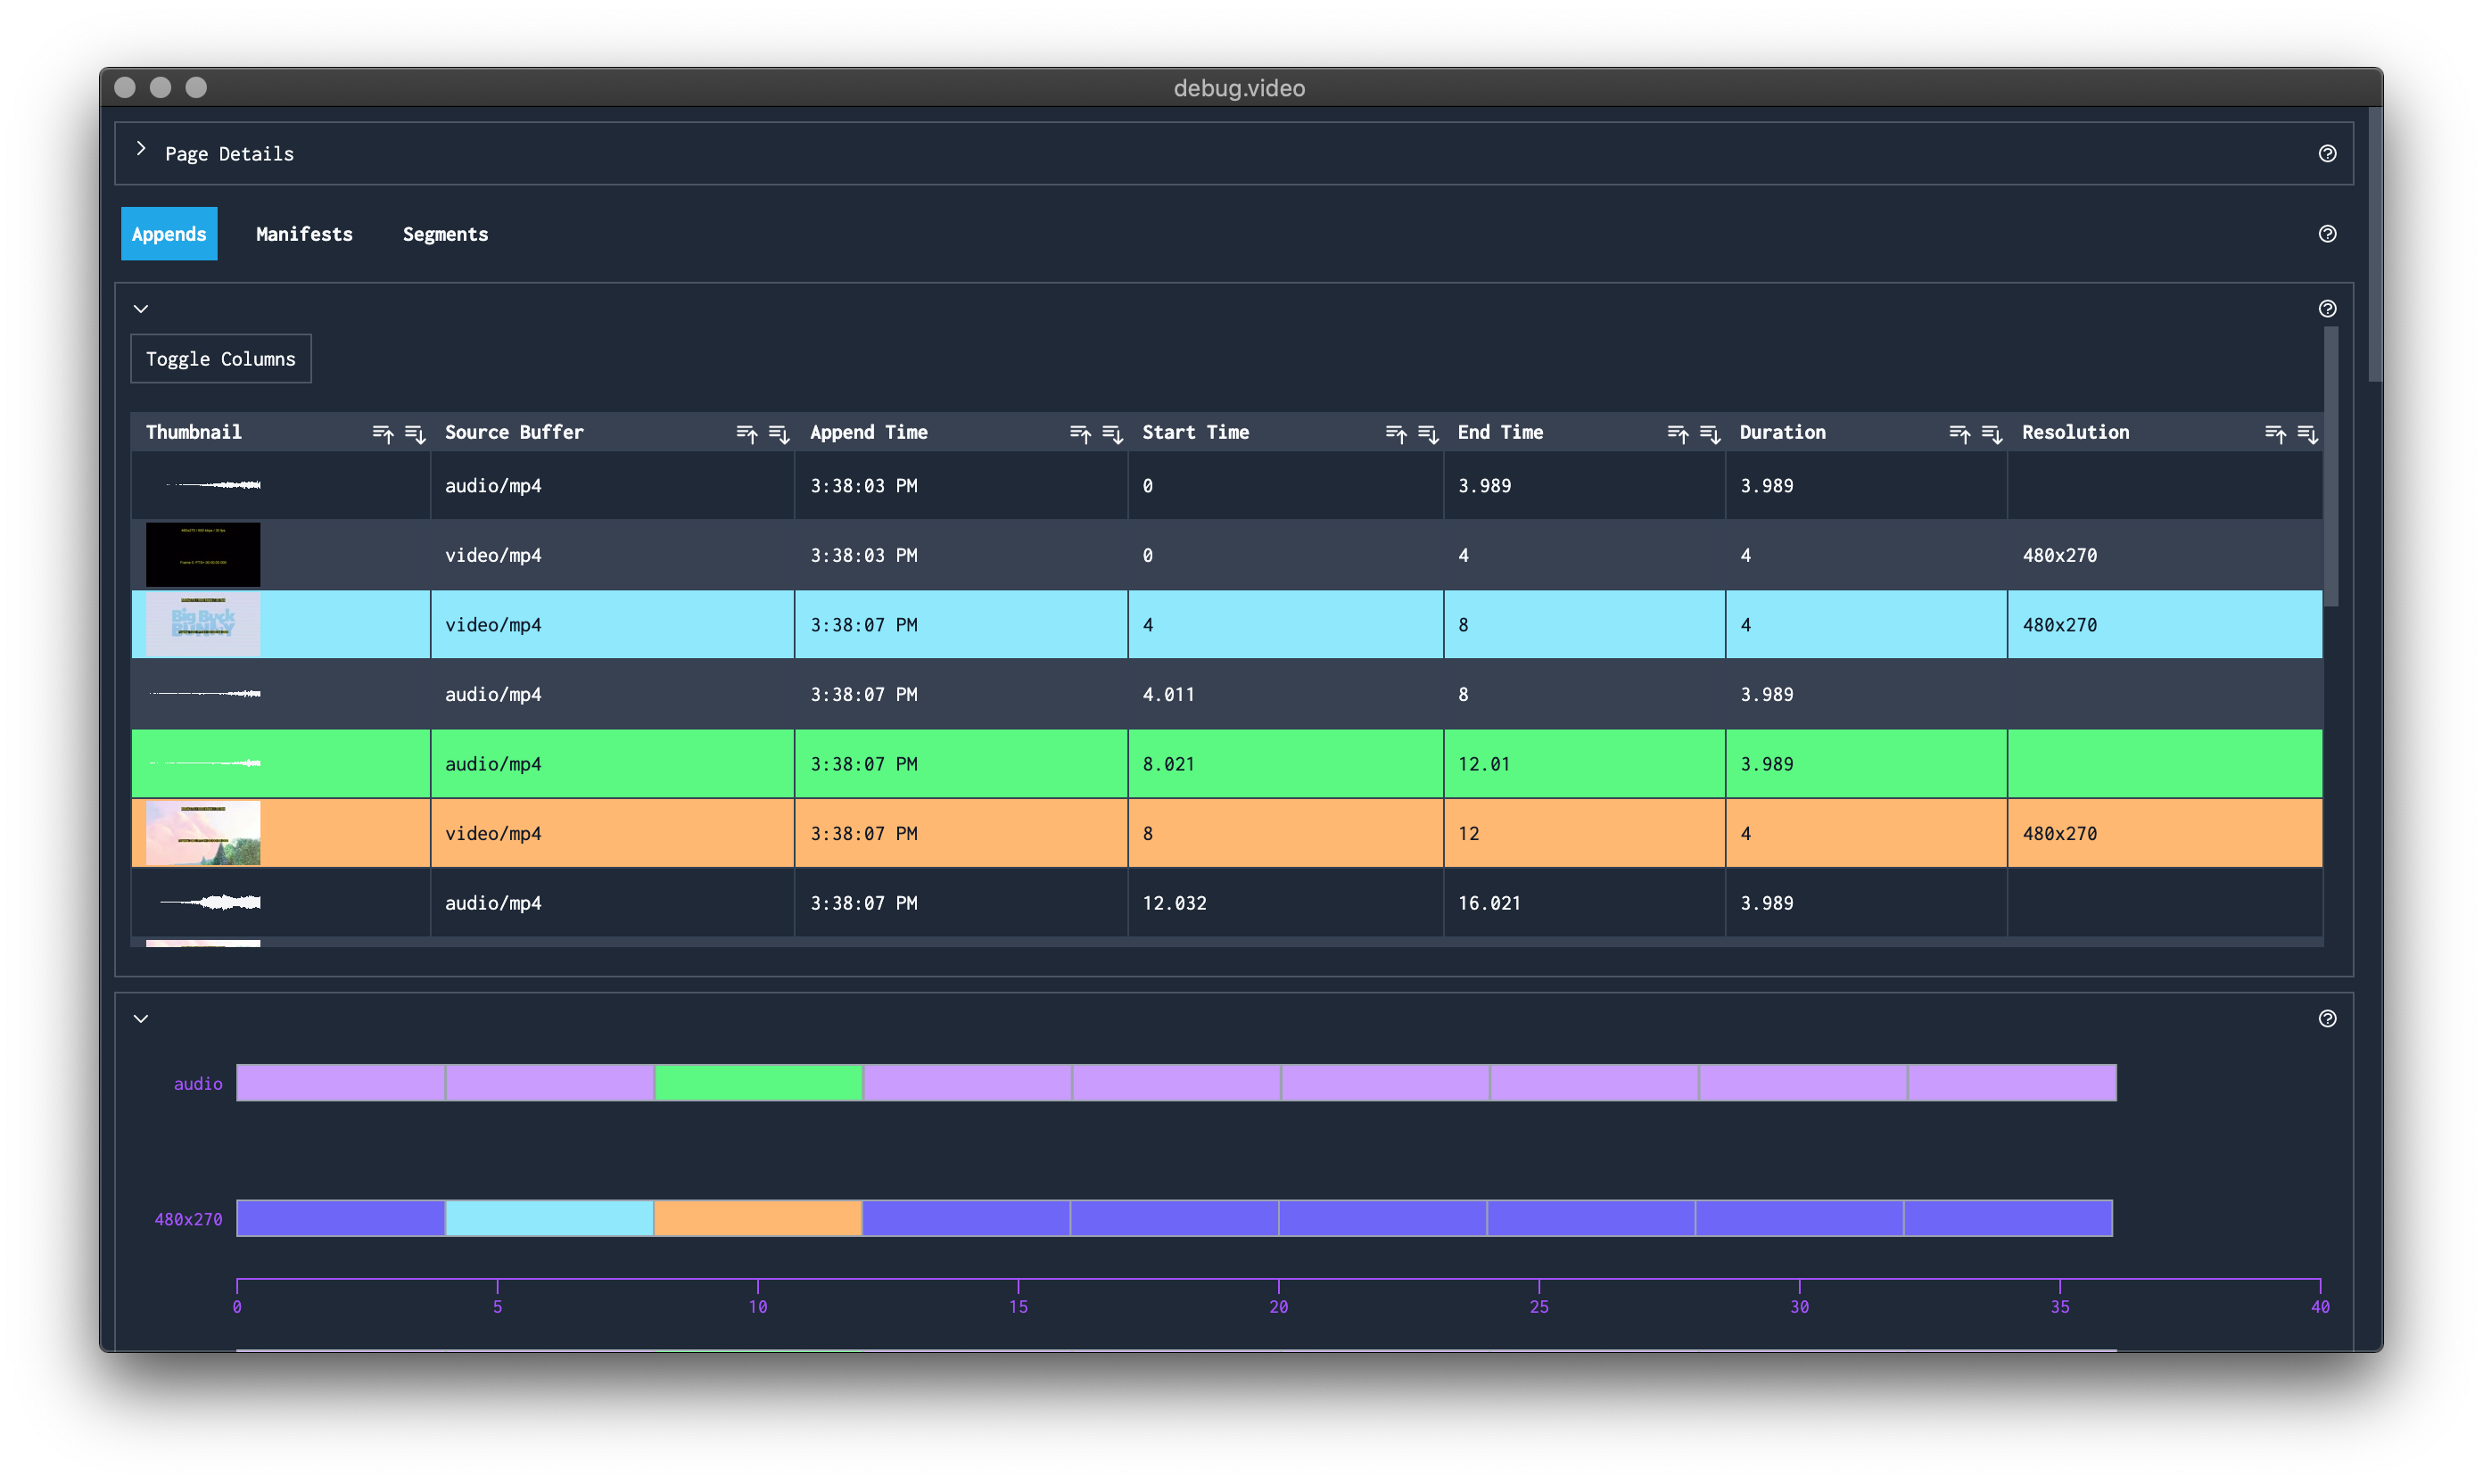 debug.video
Page Details
Appends Manifests Segments
Toggle Columns
Thumbnail Source Buffer Append Time Start Time End Time Duration Resolution
audio/mp4 3:38:03 PM 0 3.989 3.989
video/mp4 3:38:03 PM 0 4 4 480x270
Big Buck
BUNNY
video/mp4 3:38:07 PM 4 8 4 480x270
audio/mp4 3:38:07 PM 4.011 8 3.989
audio/mp4 3:38:07 PM 8.021 12.01 3.989
video/mp4 3:38:07 PM 8 12 4 480x270
audio/mp4 3:38:07 PM 12.032 16.021 3.989
audio
480x270
0 5 10 15 20 25 30 35 40